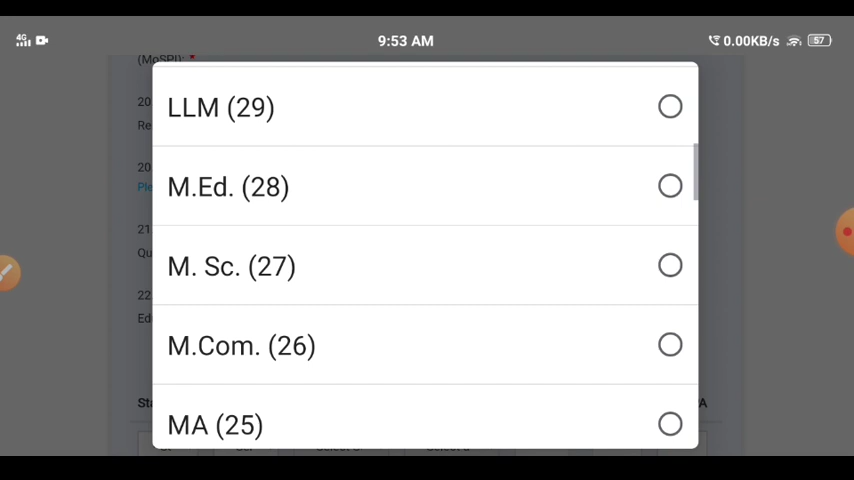 4G
9:53 AM
0.00KB/s
57
(MoSPI): *
LLM (29)
20
Re
M.Ed. (28)
20.
Ple
21
Qu
M. Sc. (27)
22
Ed
M.Com. (26)
MA (25)